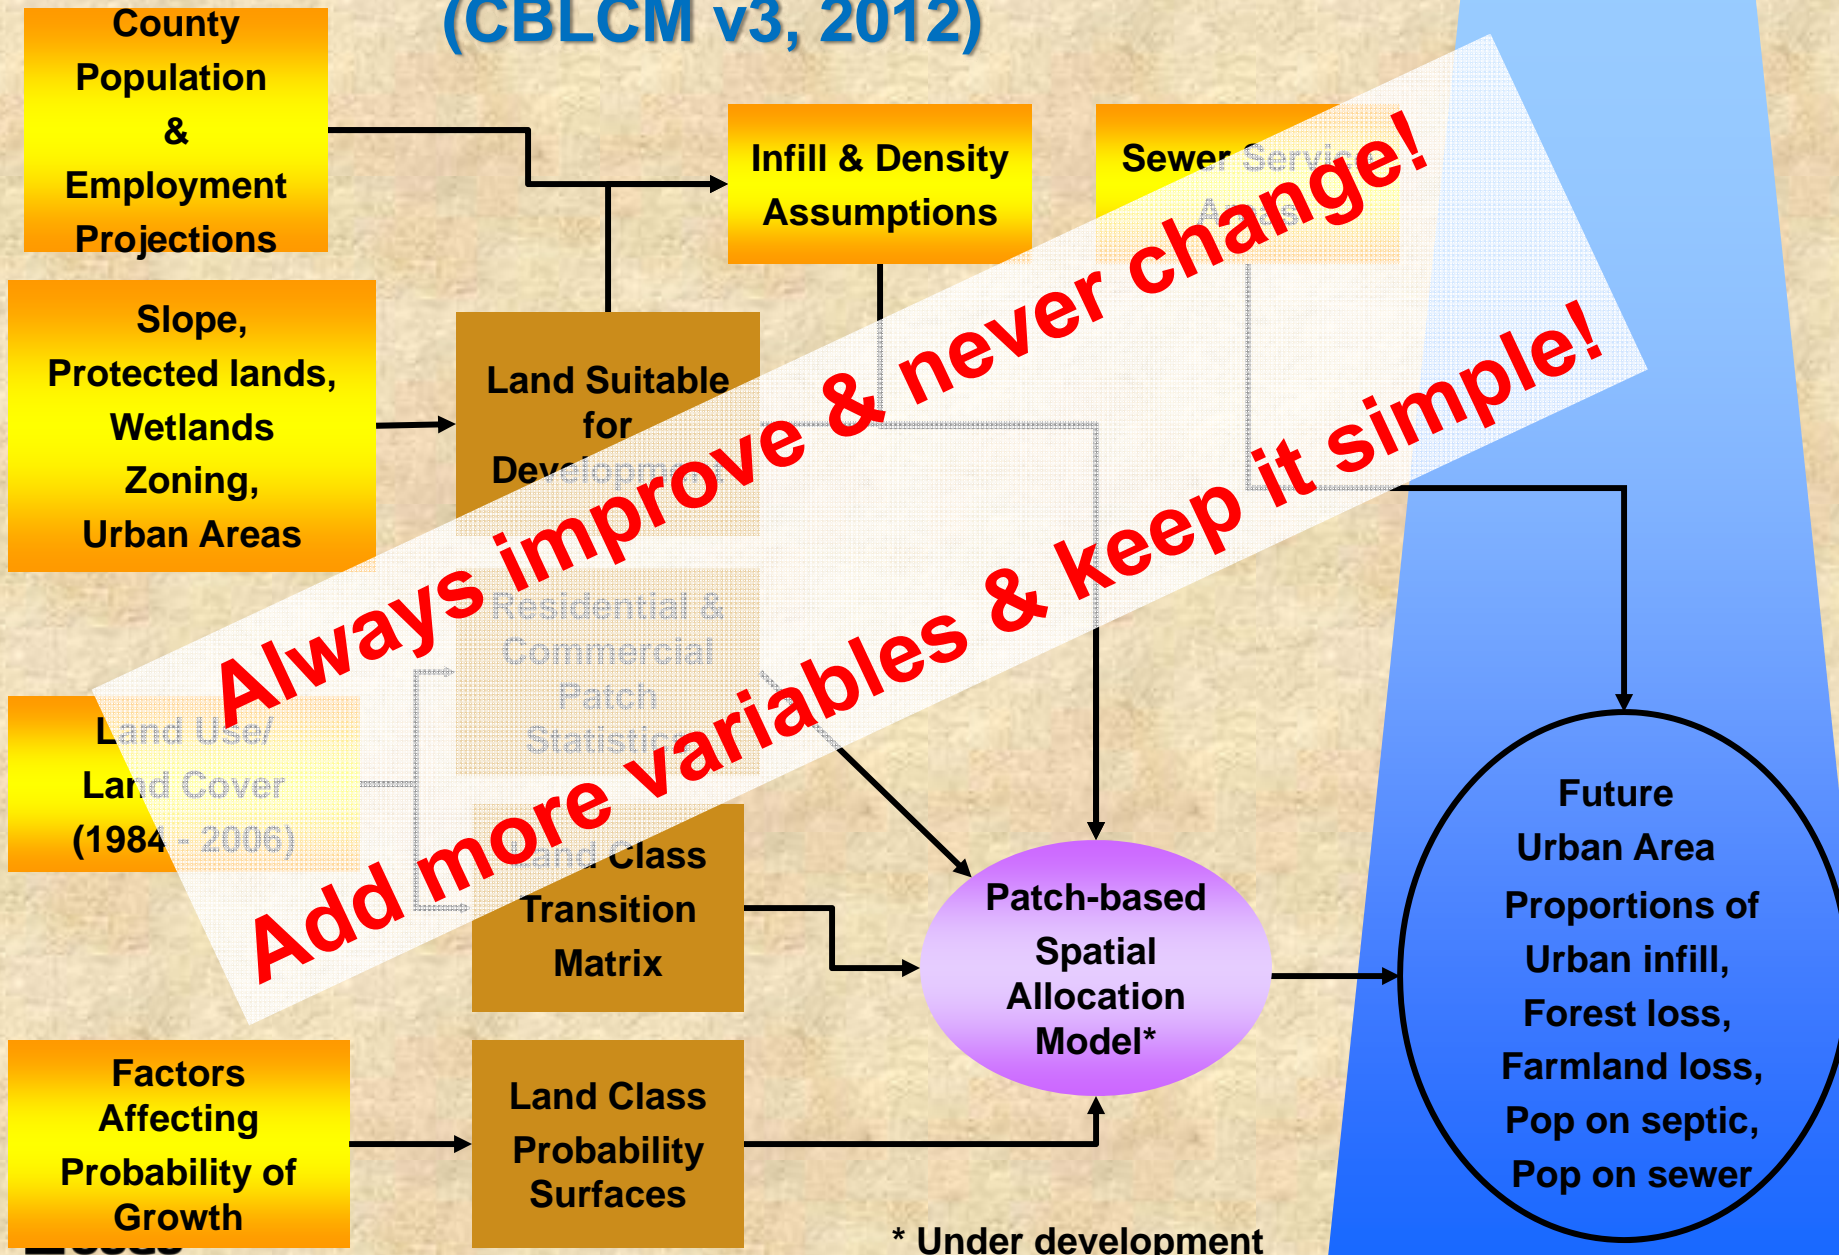 (CBLCM v3, 2012)
County
Population
&
Employment
Projections
Infill & Density
Assumptions
Sewer Service
Areas
Slope,
Protected lands,
Wetlands
Zoning,
Urban Areas
Land Suitable
for
Development
Always improve & never change!
Add more variables & keep it simple!
Residential &
Commercial
Patch
Statistics
Land Use/
Land Cover
(1984 - 2006)
Land Class
Transition
Matrix
Patch-based
Spatial
Allocation
Model*
Future
Urban Area
Proportions of
Urban infill,
Forest loss,
Farmland loss,
Pop on septic,
Pop on sewer
Factors
Affecting
Probability of
Growth
Land Class
Probability
Surfaces
* Under development